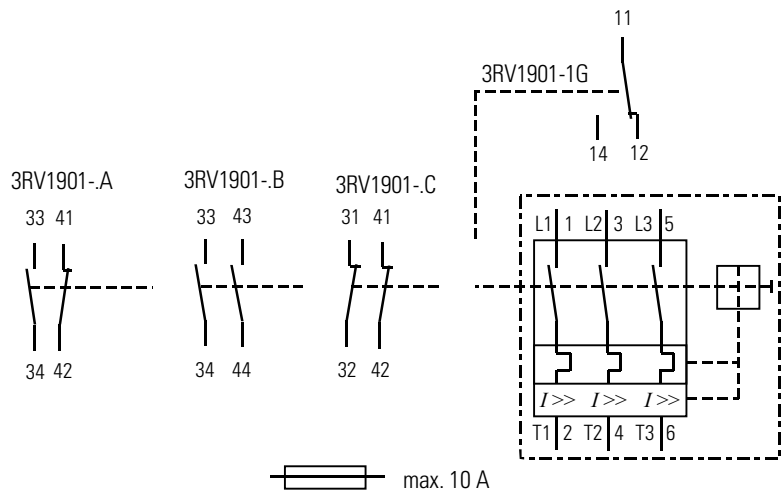 11
3RV1901-1G
14 12
3RV1901-.A 3RV1901-.B 3RV1901-.C
33 41 33 43 31 41
L1 1 L2 3 L3 5
34 42 34 44 32 42
I >> I >> I >>
T1 2 T2 4 T3 6
max. 10 A